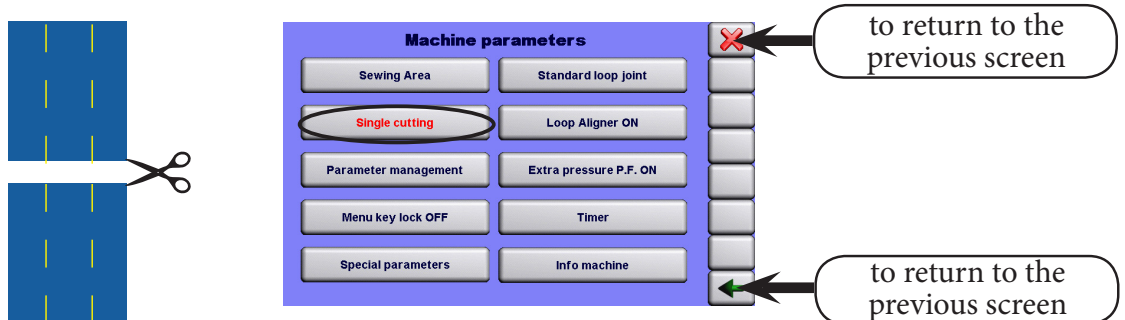 Machine parameters
to return to the
previous screen
Sewing Area
Standard loop joint
Single cutting
Loop Aligner ON
Parameter management
Extra pressure P.F. ON
Menu key lock OFF
Timer
Special parameters
Info machine
to return to the
previous screen